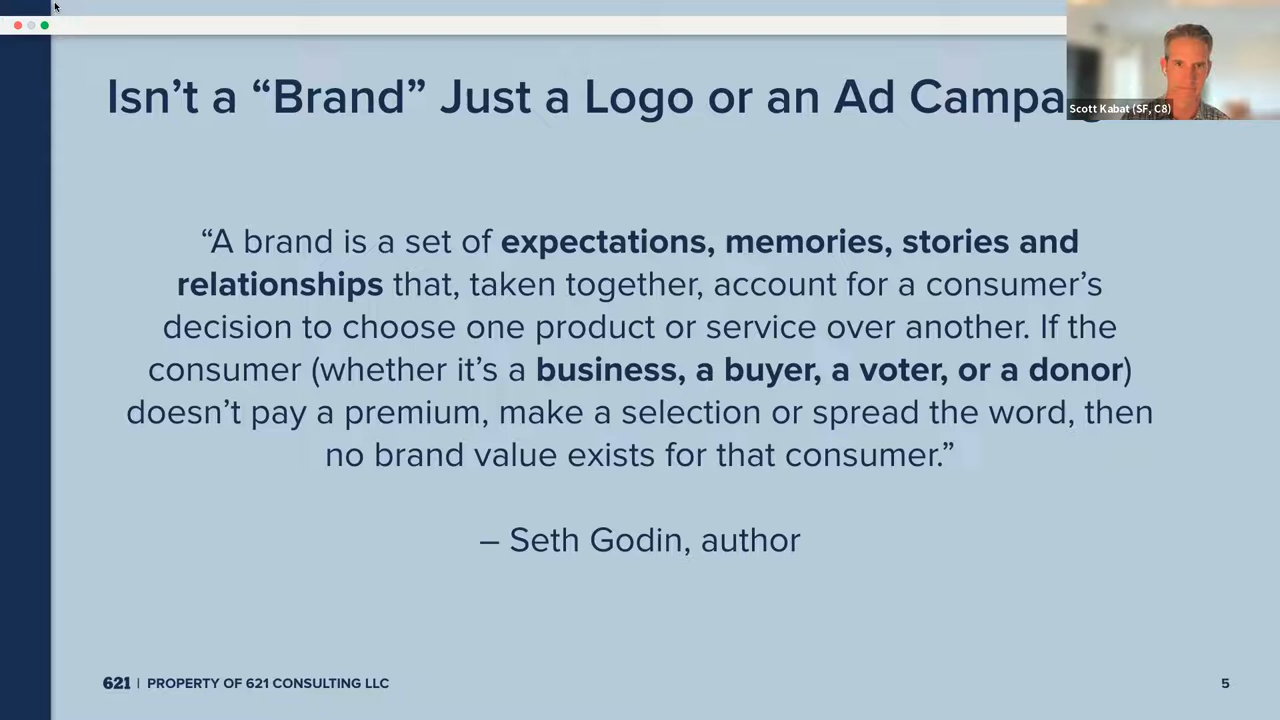 Isn’t a “Brand” Just a Logo or an Ad
Scott Kabat (SF, C8)
“A brand is a set of expectations, memories, stories and
relationships that, taken together, account for a consumer’s
decision to choose one product or service over another. If the
consumer (whether it’s a business, a buyer, a voter, or a donor)
doesn’t pay a premium, make a selection or spread the word, then
no brand value exists for that consumer.”
– Seth Godin, author
621 | PROPERTY OF 621 CONSULTING LLC
5